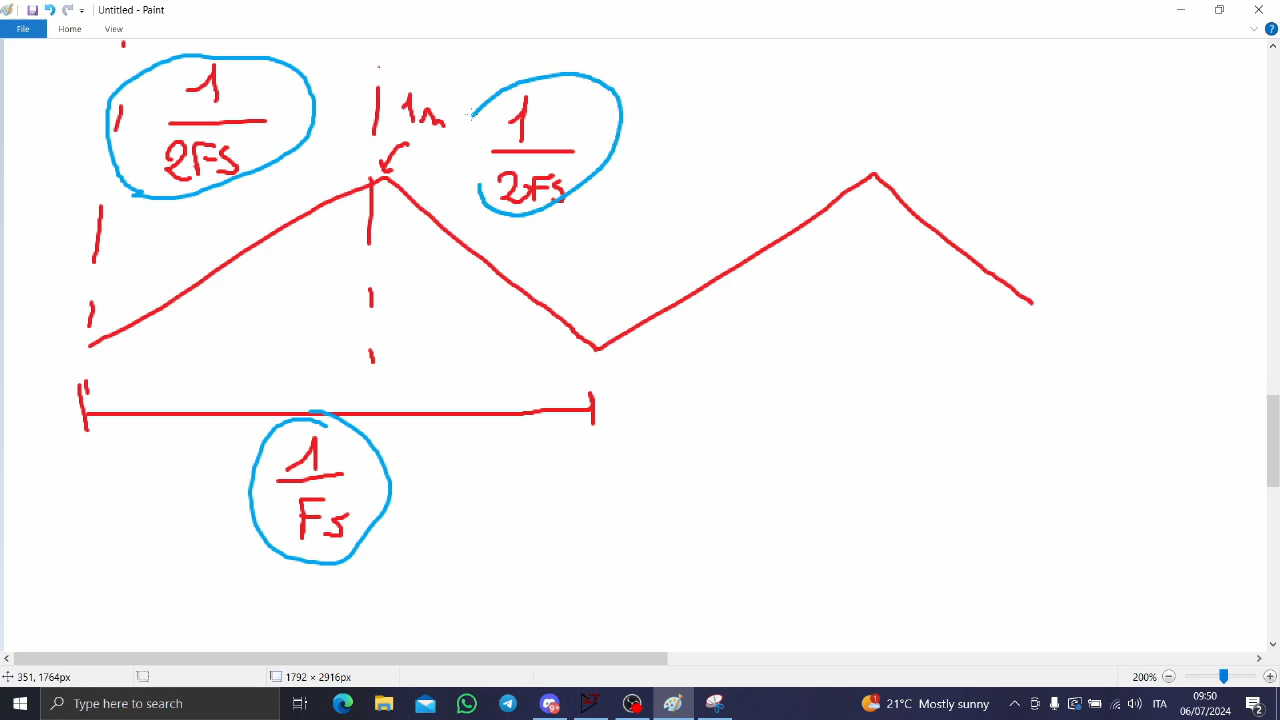 Untitled - Paint
File
Home
View
1
2Fs
1m
1
2Fs
1
Fs
351, 1764px
1792 × 2916px
200%
Type here to search
21°C Mostly sunny
ITA
09:50
06/07/2024
2